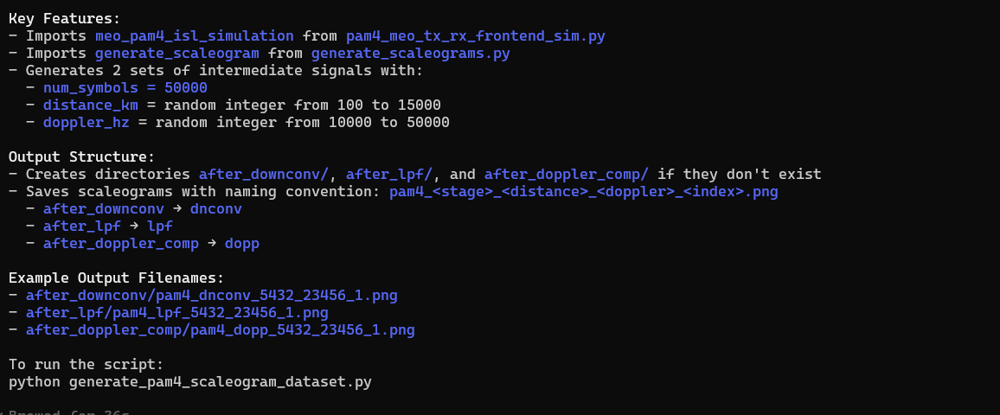 Key Features:
- Imports meo_pam4_isl_simulation from pam4_meo_tx_rx_frontend_sim.py
- Imports generate_scaleogram from generate_scaleograms.py
- Generates 2 sets of intermediate signals with:
  - num_symbols = 50000
  - distance_km = random integer from 100 to 15000
  - doppler_hz = random integer from 10000 to 50000
Output Structure:
- Creates directories after_downconv/, after_lpf/, and after_doppler_comp/ if they don't exist
- Saves scaleograms with naming convention: pam4_<stage>_<distance>_<doppler>_<index>.png
  - after_downconv → dnconv
  - after_lpf → lpf
  - after_doppler_comp → dopp
Example Output Filenames:
- after_downconv/pam4_dnconv_5432_23456_1.png
- after_lpf/pam4_lpf_5432_23456_1.png
- after_doppler_comp/pam4_dopp_5432_23456_1.png
To run the script:
python generate_pam4_scaleogram_dataset.py
for 36s